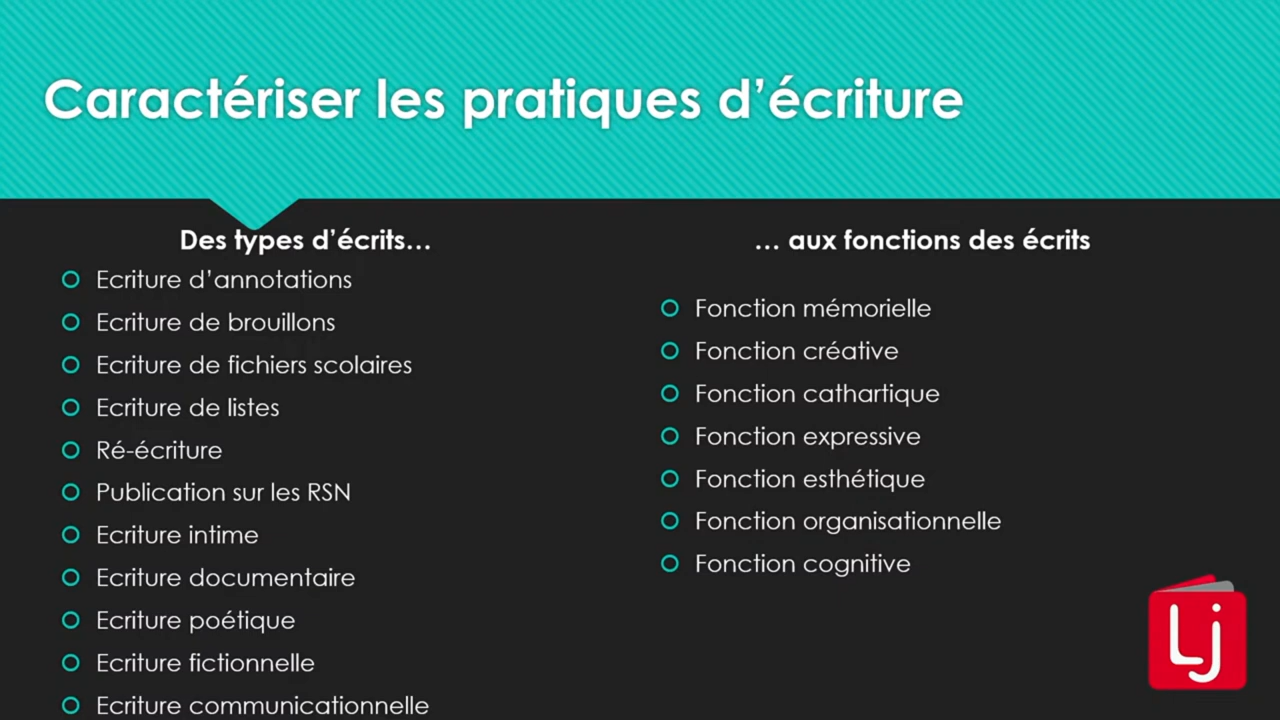 Caractériser les pratiques d’écriture
Des types d’écrits…
Ecriture d’annotations
Ecriture de brouillons
Ecriture de fichiers scolaires
Ecriture de listes
Ré-écriture
Publication sur les RSN
Ecriture intime
Ecriture documentaire
Ecriture poétique
Ecriture fictionnelle
Ecriture communicationnelle
… aux fonctions des écrits
Fonction mémorielle
Fonction créative
Fonction cathartique
Fonction expressive
Fonction esthétique
Fonction organisationnelle
Fonction cognitive
Lj